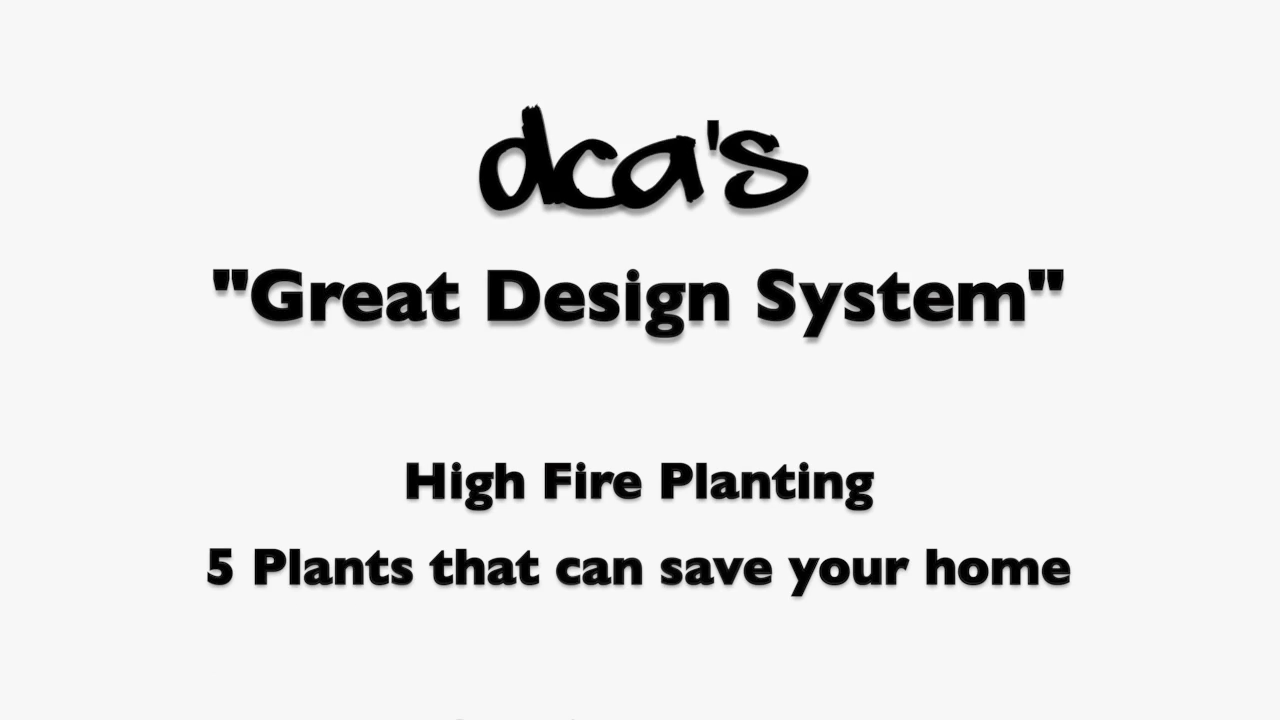 dca's
"Great Design System"
High Fire Planting
5 Plants that can save your home